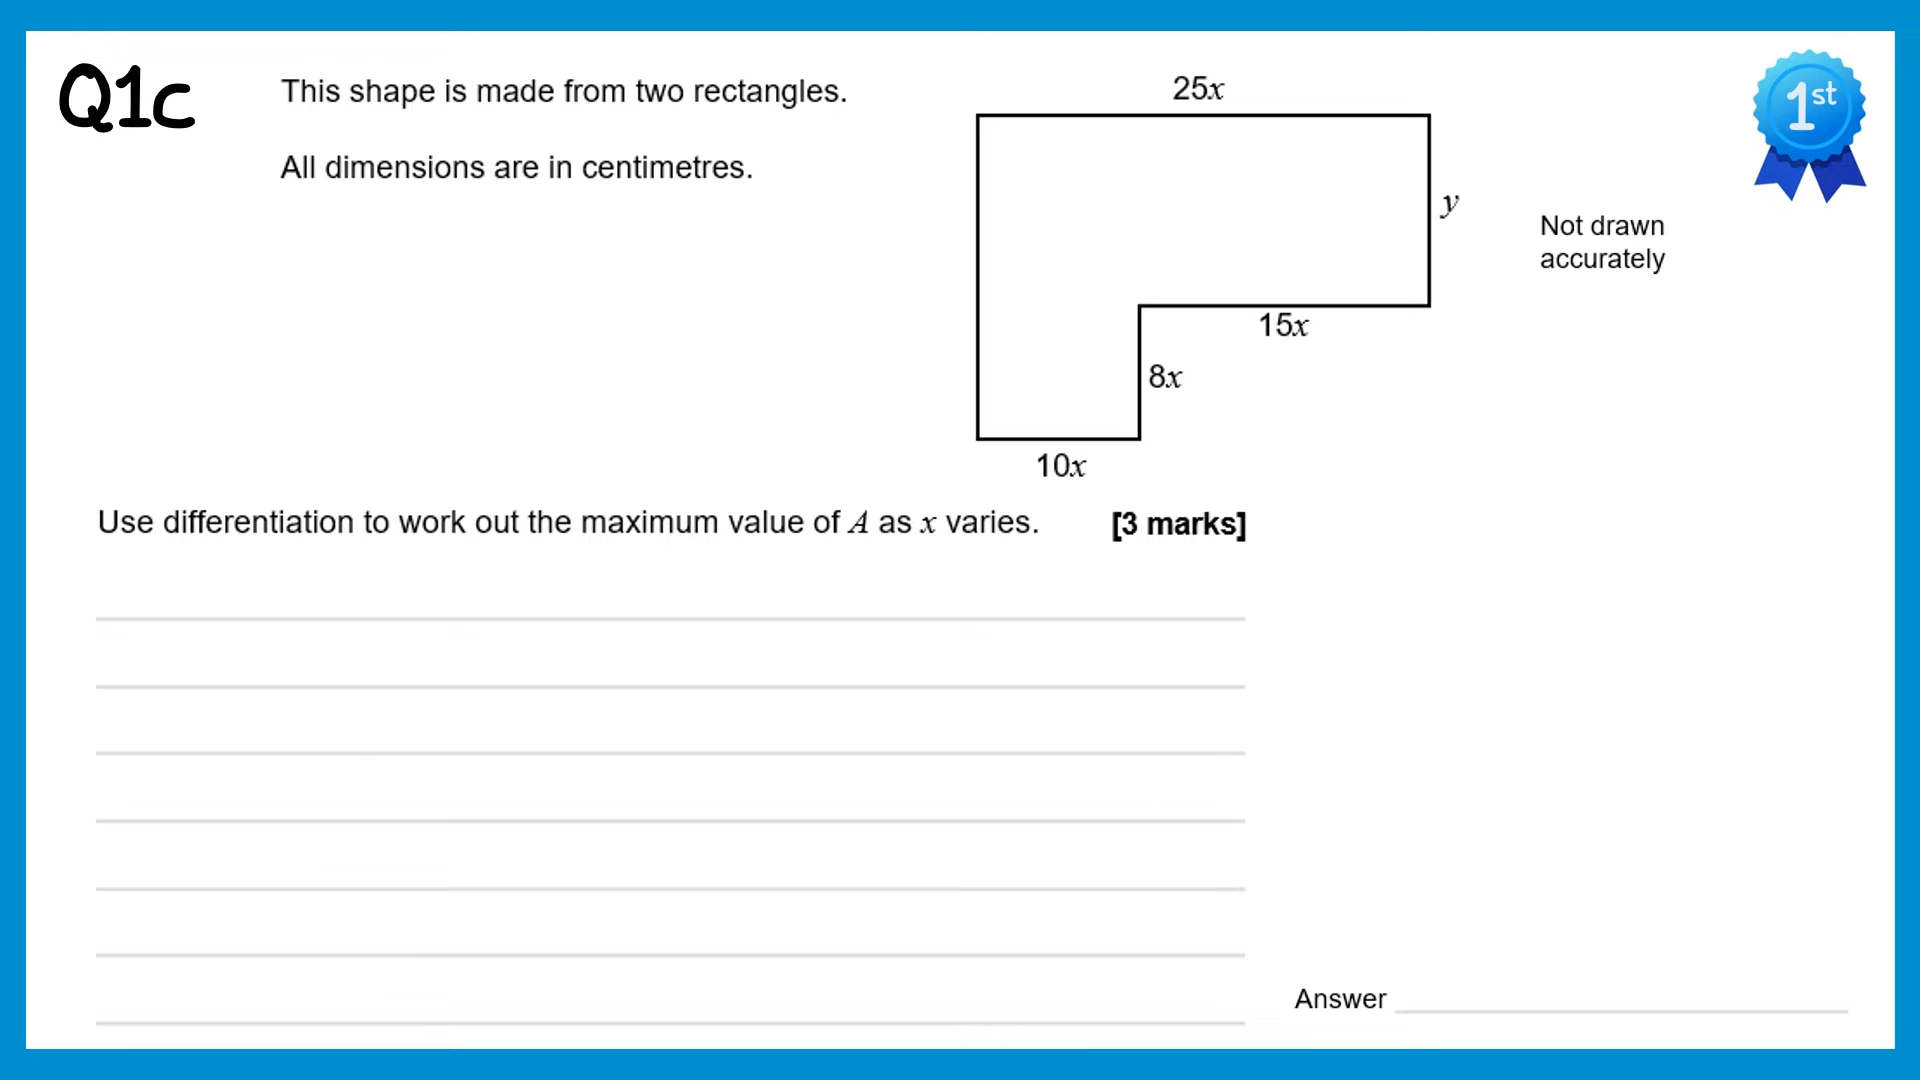 Q1c
This shape is made from two rectangles.
All dimensions are in centimetres.
25x
y
15x
8x
10x
Not drawn
accurately
1st
Use differentiation to work out the maximum value of A as x varies. [3 marks]
Answer